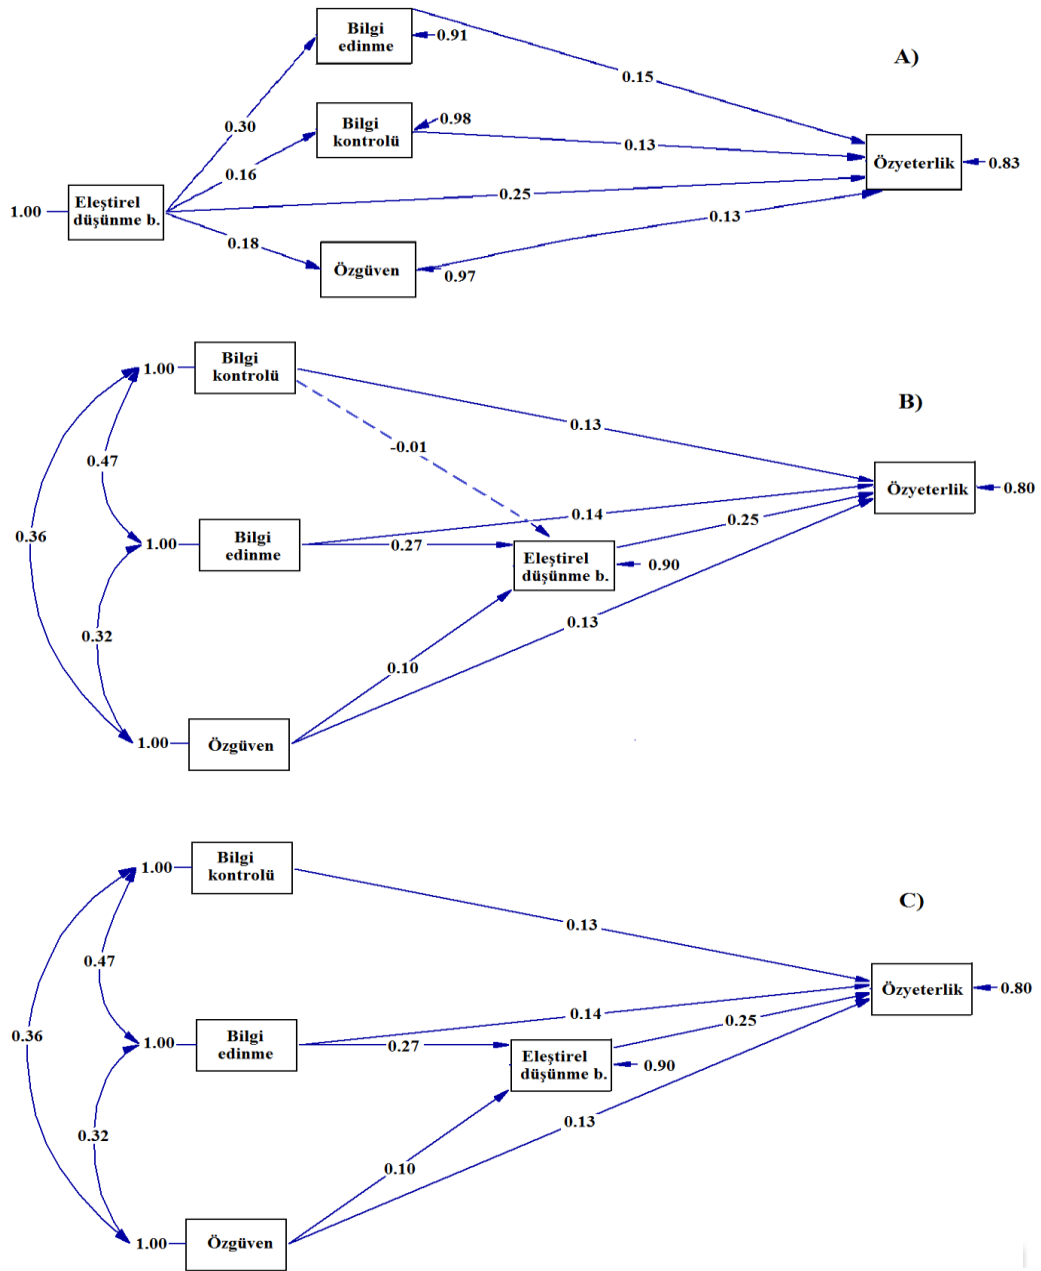 Bilgi
edinme
0.91
A)
0.15
0.30
Bilgi
kontrolü
0.98
0.13
Özyeterlik
0.83
0.16
Eleştirel
düşünme b.
1.00
0.25
0.13
0.18
Özgüven
0.97
1.00
Bilgi
kontrolü
B)
0.13
-0.01
0.47
Özyeterlik
0.80
0.14
0.25
0.36
1.00
Bilgi
edinme
0.27
Eleştirel
düşünme b.
0.90
0.13
0.32
0.10
1.00
Özgüven
1.00
Bilgi
kontrolü
C)
0.13
0.47
Özyeterlik
0.80
0.14
0.25
0.36
1.00
Bilgi
edinme
0.27
Eleştirel
düşünme b.
0.90
0.13
0.32
0.10
1.00
Özgüven